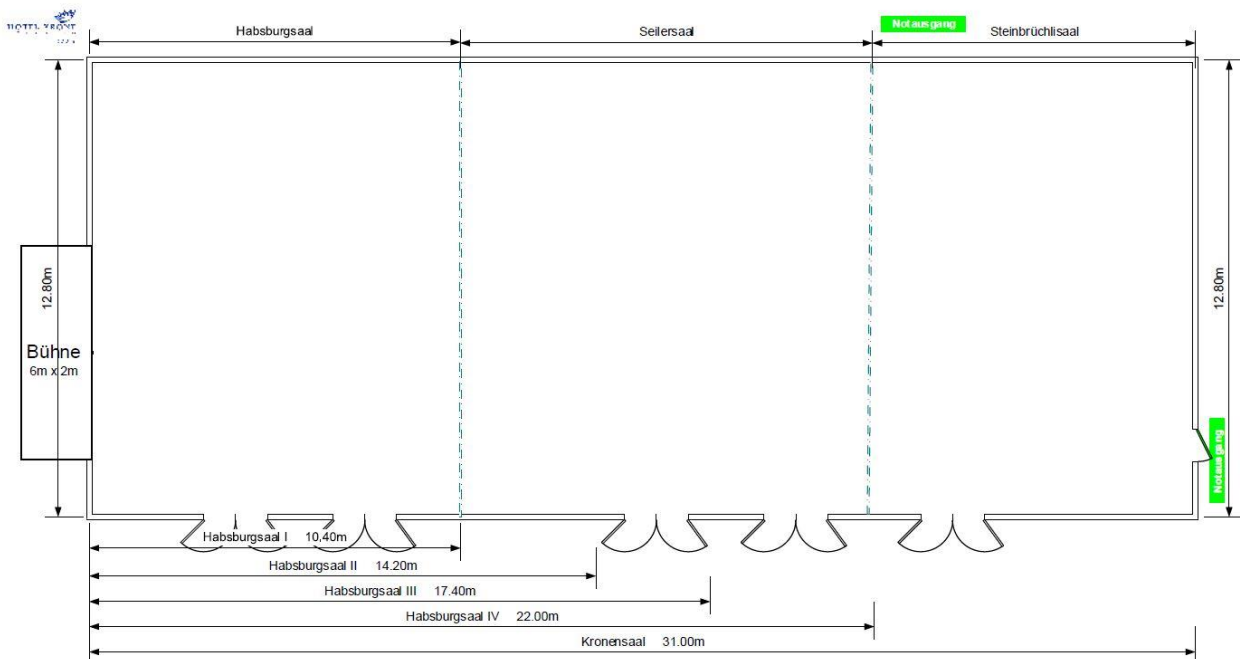 HOTEL KRONE
Habsburgsaal
Seilersaal
Notausgang
Steinbrüchlisaal
12.80m
12.80m
Bühne
6m x 2m
Notausgang
Habsburgsaal I 10,40m
Habsburgsaal II 14.20m
Habsburgsaal III 17.40m
Habsburgsaal IV 22.00m
Kronensaal 31.00m